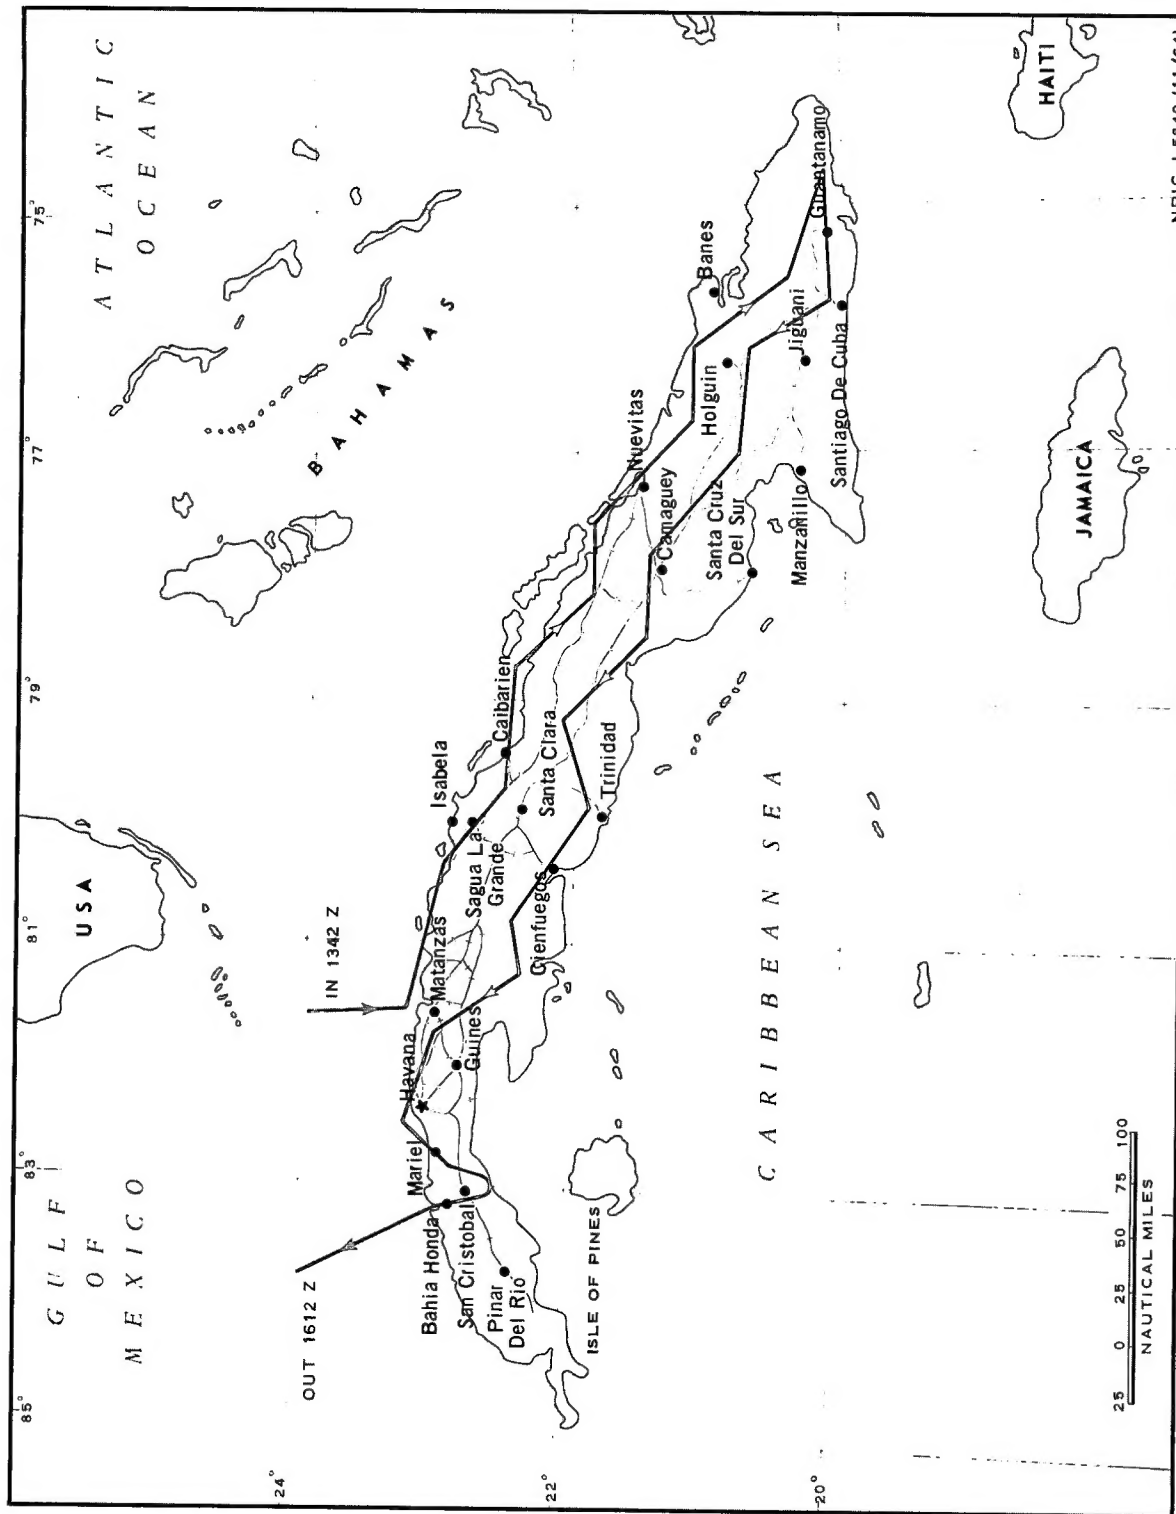 85°
83°
81°
79°
77°
75°
24°
22°
20°
GULF
OF
MEXICO
USA
ATLANTIC
OCEAN
BAHAMAS
OUT 1612 Z
IN 1342 Z
Havana
Mariel
Bahia Honda
San Cristobal
Pinar
Del Rio
Guines
Matanzas
Isabela
Sagua La
Grande
Caibarien
Santa Clara
Cienfuegos
Trinidad
Nuevitas
Camaguey
Santa Cruz
Del Sur
Holguin
Banes
Manzanillo
Jiguani
Santiago De Cuba
Guantanamo
ISLE OF PINES
CARIBBEAN SEA
JAMAICA
HAITI
25 0 25 50 75 100
NAUTICAL MILES